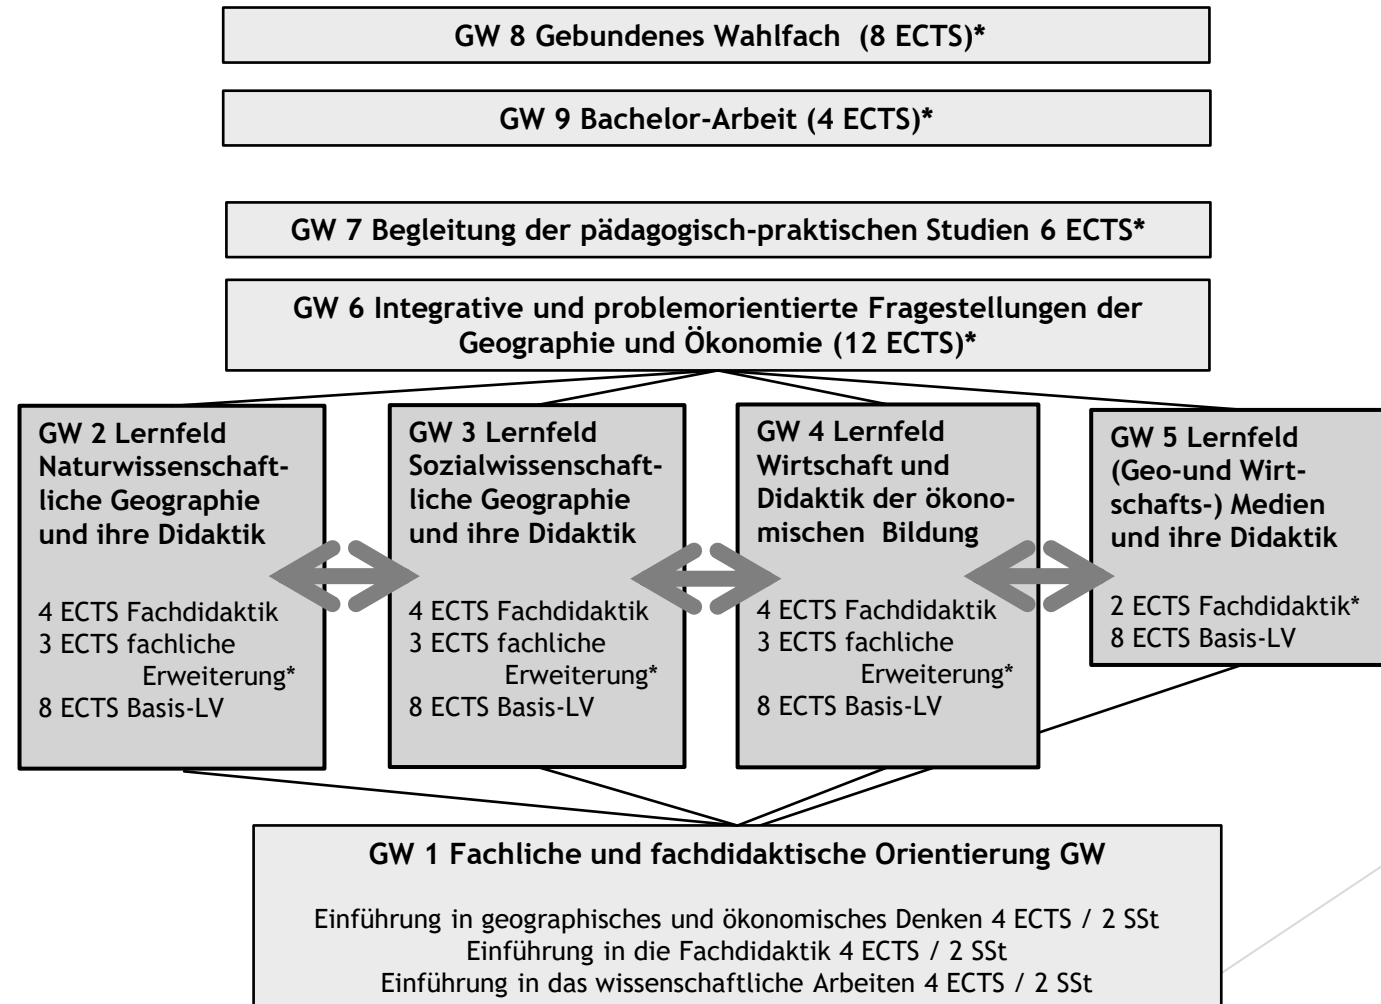 GW 8 Gebundenes Wahlfach (8 ECTS)*
GW 9 Bachelor-Arbeit (4 ECTS)*
GW 7 Begleitung der pädagogisch-praktischen Studien 6 ECTS*
GW 6 Integrative und problemorientierte Fragestellungen der
Geographie und Ökonomie (12 ECTS)*
GW 2 Lernfeld
Naturwissenschaft-
liche Geographie
und ihre Didaktik
4 ECTS Fachdidaktik
3 ECTS fachliche
Erweiterung*
8 ECTS Basis-LV
GW 3 Lernfeld
Sozialwissenschaft-
liche Geographie
und ihre Didaktik
4 ECTS Fachdidaktik
3 ECTS fachliche
Erweiterung*
8 ECTS Basis-LV
GW 4 Lernfeld
Wirtschaft und
Didaktik der ökono-
mischen Bildung
4 ECTS Fachdidaktik
3 ECTS fachliche
Erweiterung*
8 ECTS Basis-LV
GW 5 Lernfeld
(Geo-und Wirt-
schafts-) Medien
und ihre Didaktik
2 ECTS Fachdidaktik*
8 ECTS Basis-LV
GW 1 Fachliche und fachdidaktische Orientierung GW
Einführung in geographisches und ökonomisches Denken 4 ECTS / 2 SSt
Einführung in die Fachdidaktik 4 ECTS / 2 SSt
Einführung in das wissenschaftliche Arbeiten 4 ECTS / 2 SSt